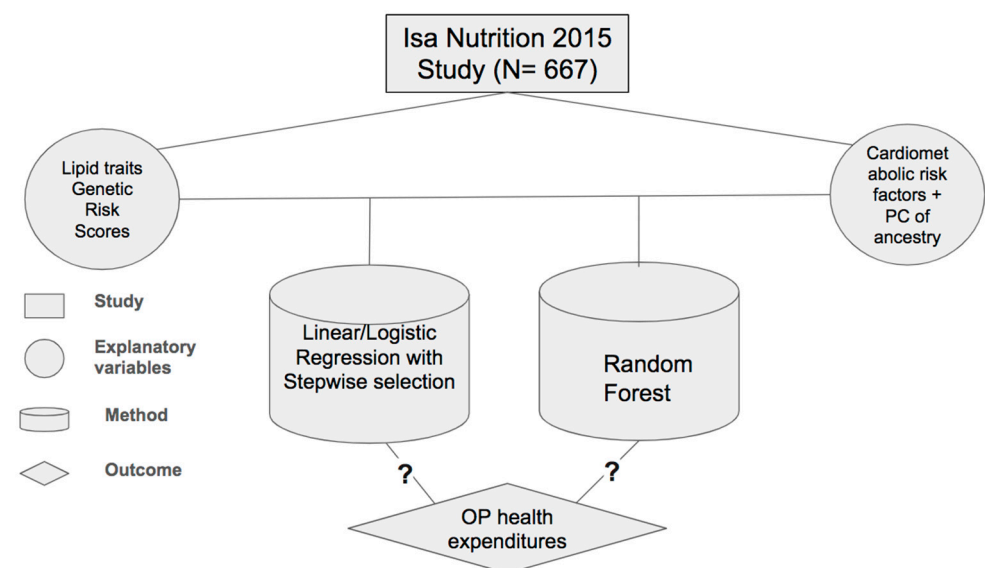 Isa Nutrition 2015
Study (N= 667)
Lipid traits
Genetic
Risk
Scores
Cardiomet
abolic risk
factors +
PC of
ancestry
Study
Explanatory
variables
Method
Outcome
Linear/Logistic
Regression with
Stepwise selection
Random
Forest
?
?
OP health
expenditures